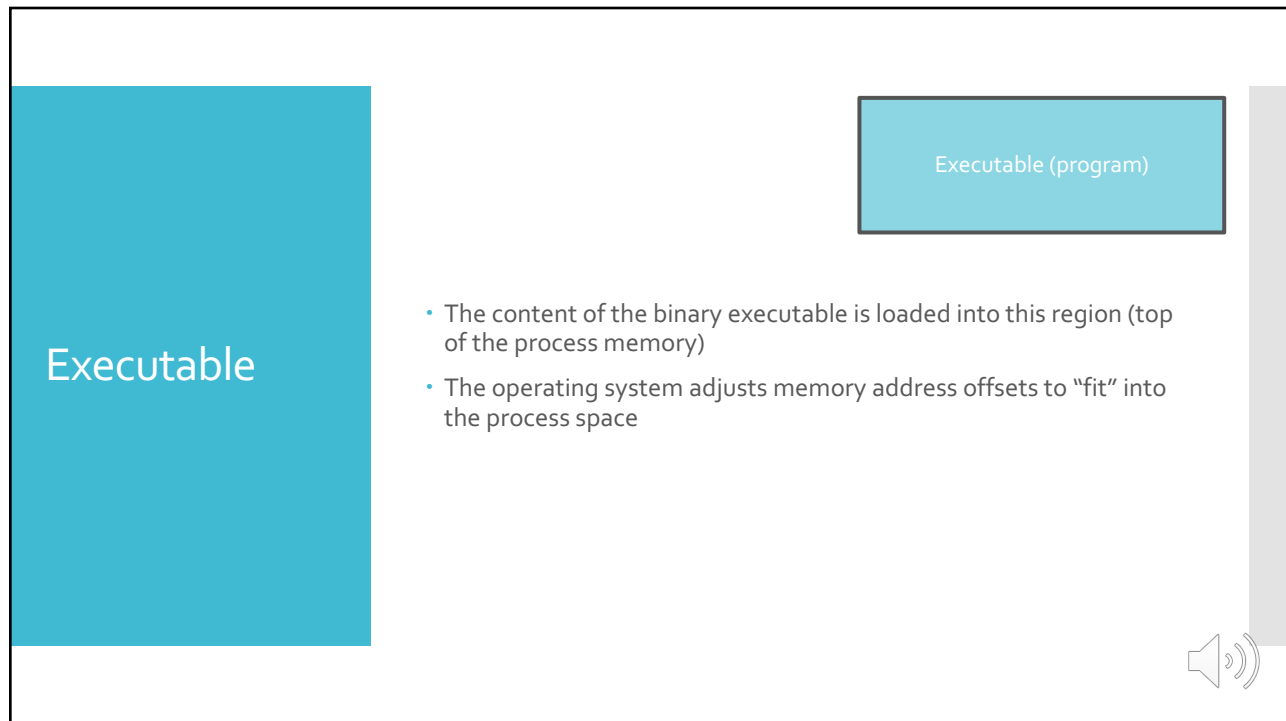 Executable (program)
Executable
• The content of the binary executable is loaded into this region (top
of the process memory)
• The operating system adjusts memory address offsets to “fit” into
the process space